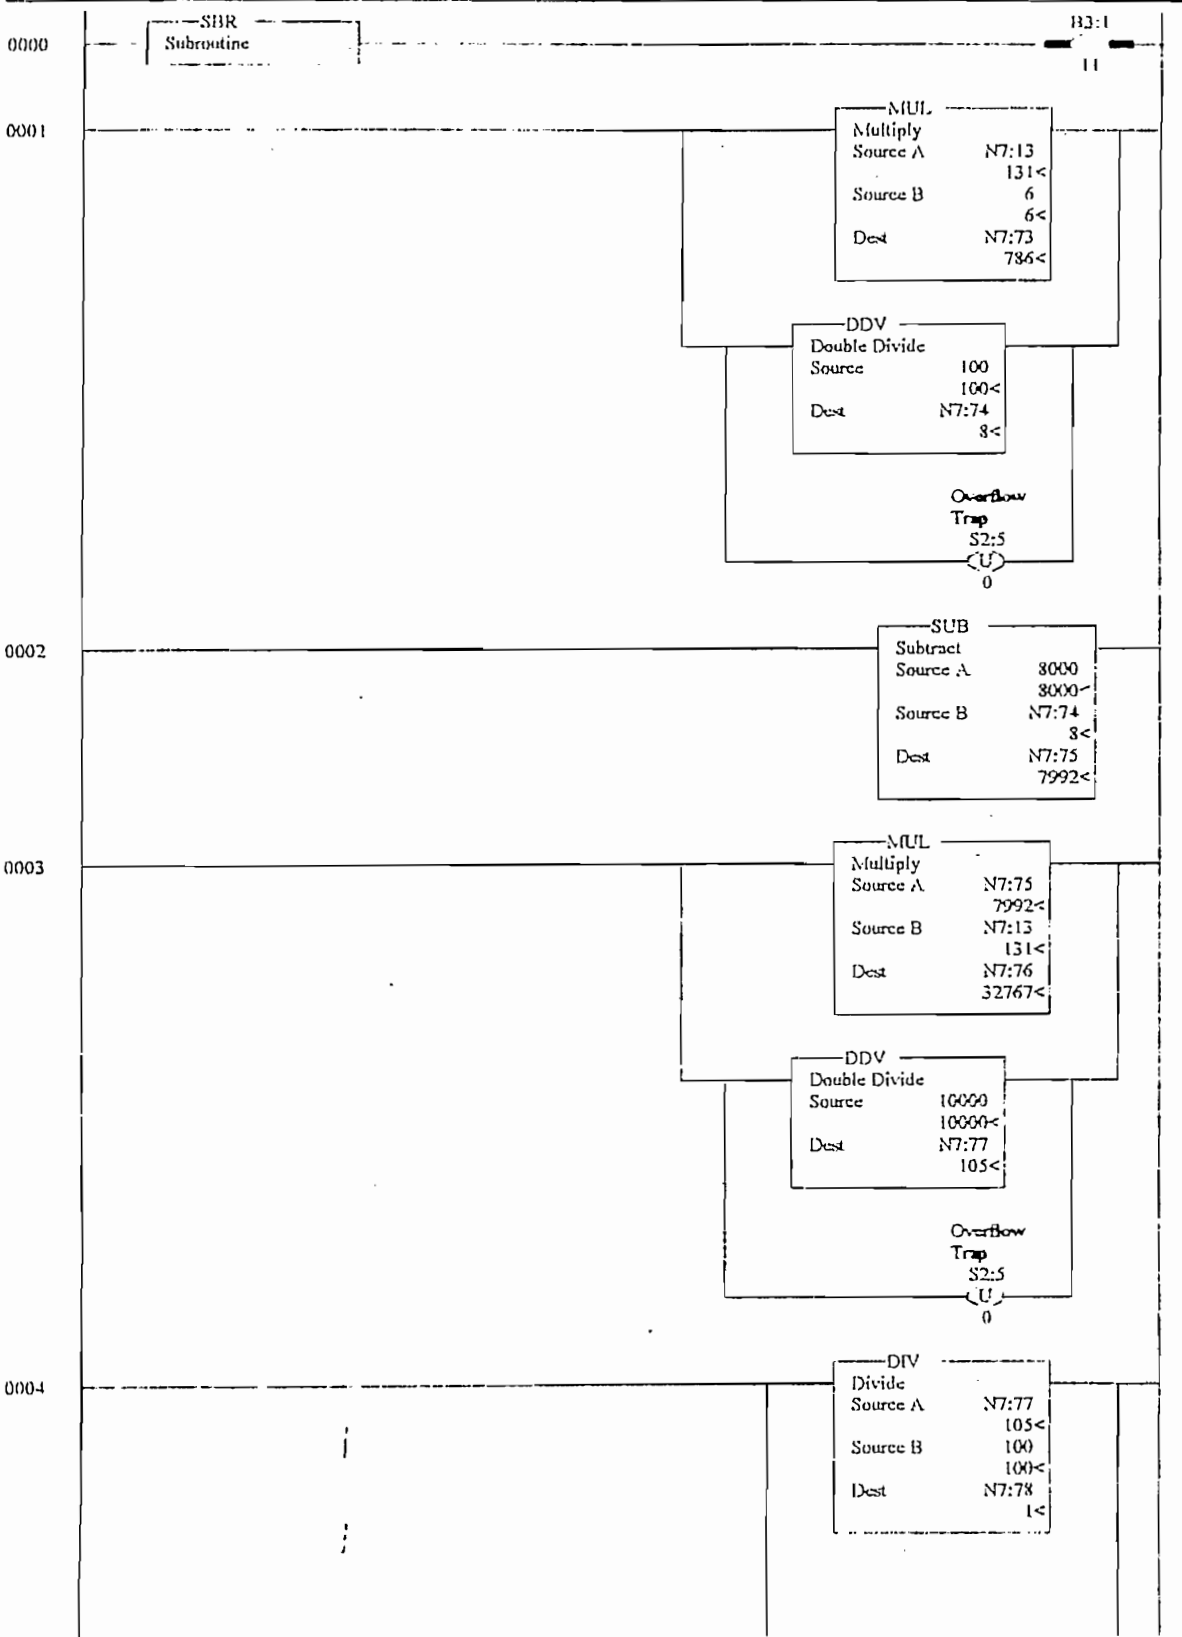 SBR
B3:1
0000
Subroutine
11
MUL
0001
Multiply
Source A N7:13
131<
Source B 6
6<
Dest N7:73
786<
DDV
Double Divide
Source 100
100<
Dest N7:74
8<
Overflow
Trap
S2:5
U
0
SUB
0002
Subtract
Source A 8000
8000<
Source B N7:74
8<
Dest N7:75
7992<
MUL
0003
Multiply
Source A N7:75
7992<
Source B N7:13
131<
Dest N7:76
32767<
DDV
Double Divide
Source 10000
10000<
Dest N7:77
105<
Overflow
Trap
S2:5
U
0
DIV
0004
Divide
Source A N7:77
105<
Source B 100
100<
Dest N7:78
1<